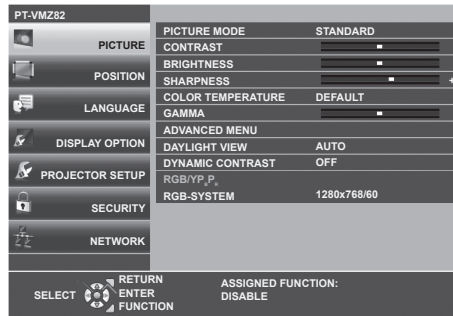 PT-VMZ82
PICTURE
POSITION
LANGUAGE
DISPLAY OPTION
PROJECTOR SETUP
SECURITY
NETWORK
PICTURE MODE STANDARD
CONTRAST
BRIGHTNESS
SHARPNESS +
COLOR TEMPERATURE DEFAULT
GAMMA
ADVANCED MENU
DAYLIGHT VIEW AUTO
DYNAMIC CONTRAST OFF
RGB/YPBPR
RGB-SYSTEM 1280x768/60
SELECT
RETURN
ENTER
FUNCTION
ASSIGNED FUNCTION:
DISABLE